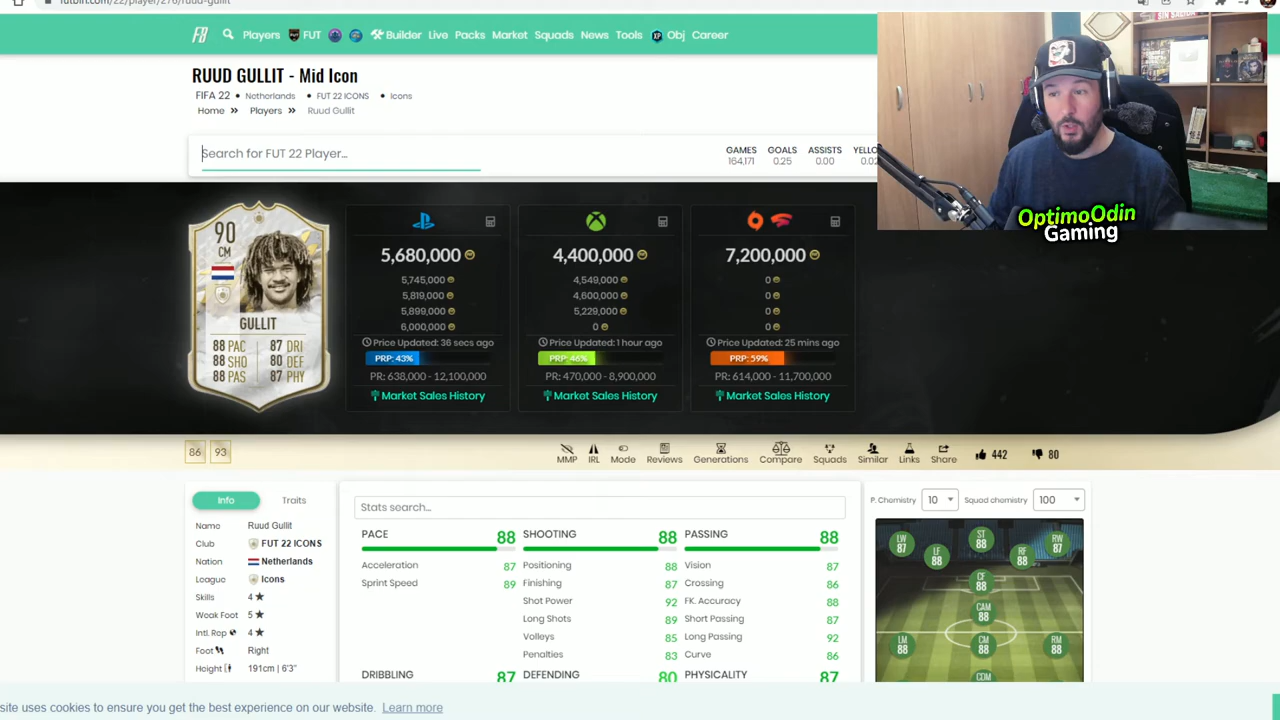 futbin.com/22/player/276/ruud-gullit
FB Players FUT Builder Live Packs Market Squads News Tools XP Obj Career
RUUD GULLIT - Mid Icon
FIFA 22 • Netherlands • FUT 22 ICONS • Icons
Home » Players » Ruud Gullit
Search for FUT 22 Player...
GAMES GOALS ASSISTS YELLO
164,171 0.25 0.00 0.02
OptimoOdin
Gaming
90
CM
GULLIT
88 PAC 87 DRI
88 SHO 80 DEF
88 PAS 87 PHY
5,680,000
5,745,000
5,819,000
5,899,000
6,000,000
Price Updated: 36 secs ago
PRP: 43%
PR: 638,000 - 12,100,000
Market Sales History
4,400,000
4,549,000
4,600,000
5,229,000
0
Price Updated: 1 hour ago
PRP: 46%
PR: 470,000 - 8,900,000
Market Sales History
7,200,000
0
0
0
0
Price Updated: 25 mins ago
PRP: 59%
PR: 614,000 - 11,700,000
Market Sales History
86 93
MMP IRL Mode Reviews Generations Compare Squads Similar Links Share 442 80
Info Traits
Name Ruud Gullit
Club FUT 22 ICONS
Nation Netherlands
League Icons
Skills 4
Weak Foot 5
Intl. Rep 4
Foot Right
Height 191cm | 6'3"
Stats search...
PACE 88
Acceleration 87
Sprint Speed 89
SHOOTING 88
Positioning 88
Finishing 87
Shot Power 92
Long Shots 89
Volleys 85
Penalties 83
PASSING 88
Vision 87
Crossing 86
FK. Accuracy 88
Short Passing 87
Long Passing 92
Curve 86
DRIBBLING 87
DEFENDING 80
PHYSICALITY 87
P. Chemistry 10 Squad chemistry 100
LW 87
ST 88
RW 87
LF 88
RF 88
CF 88
CAM 88
LM 88
CM 88
RM 88
CDM
site uses cookies to ensure you get the best experience on our website. Learn more